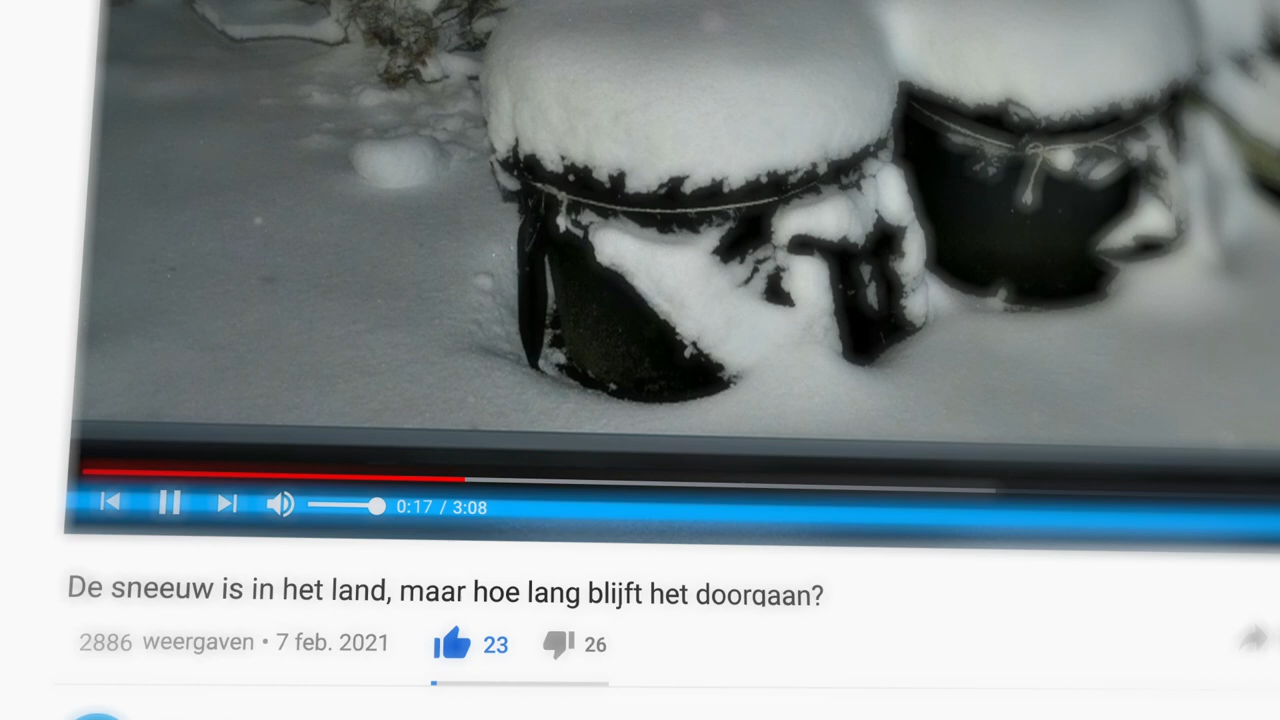 0:17 / 3:08
De sneeuw is in het land, maar hoe lang blijft het doorgaan?
2886 weergaven • 7 feb. 2021 23 26